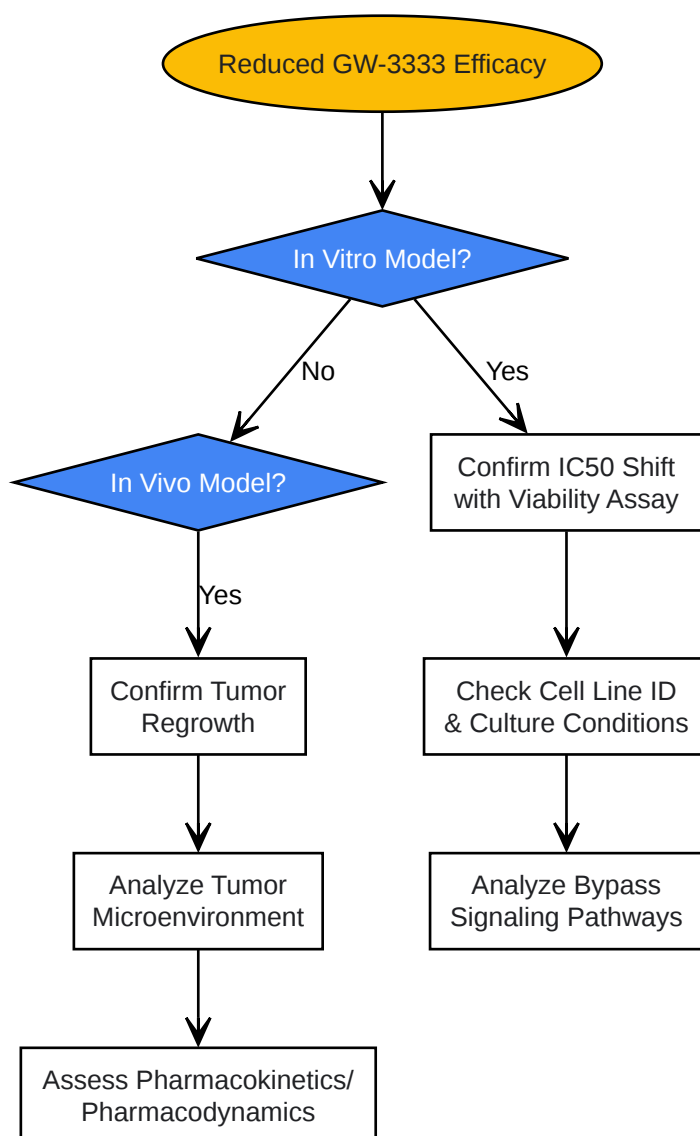 Reduced GW-3333 Efficacy
In Vitro Model?
No
Yes
In Vivo Model?
Confirm IC50 Shift
with Viability Assay
Yes
Confirm Tumor
Regrowth
Check Cell Line ID
& Culture Conditions
Analyze Tumor
Microenvironment
Analyze Bypass
Signaling Pathways
Assess Pharmacokinetics/
Pharmacodynamics